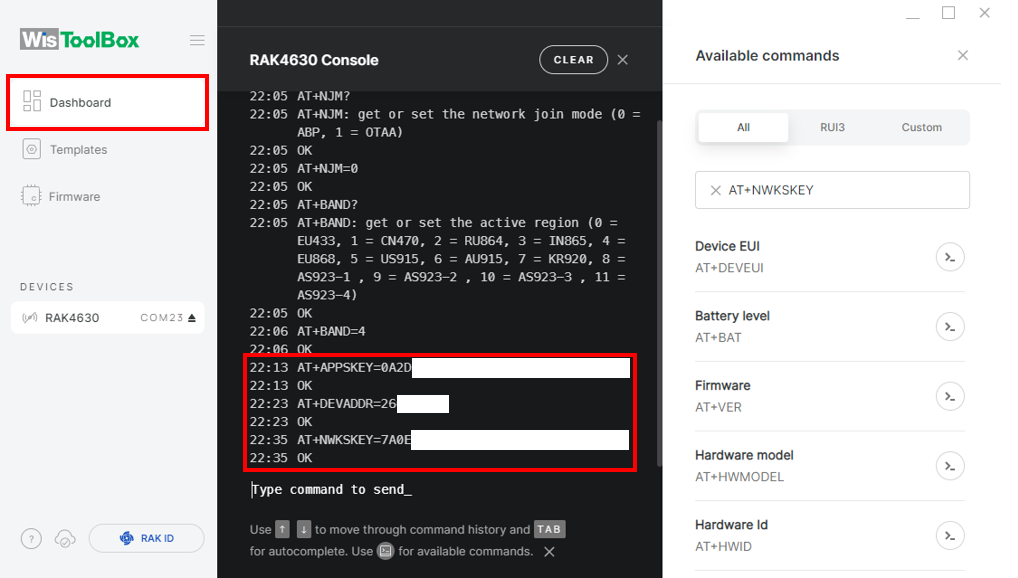 WisToolBox
Dashboard
Templates
Firmware
DEVICES
RAK4630 COM23
?
RAK ID
RAK4630 Console
CLEAR
22:05 AT+NJM?
22:05 AT+NJM: get or set the network join mode (0 =
ABP, 1 = OTAA)
22:05 OK
22:05 AT+NJM=0
22:05 OK
22:05 AT+BAND?
22:05 AT+BAND: get or set the active region (0 =
EU433, 1 = CN470, 2 = RU864, 3 = IN865, 4 =
EU868, 5 = US915, 6 = AU915, 7 = KR920, 8 =
AS923-1 , 9 = AS923-2 , 10 = AS923-3 , 11 =
AS923-4)
22:05 OK
22:06 AT+BAND=4
22:06 OK
22:13 AT+APPSKEY=0A2D
22:13 OK
22:23 AT+DEVADDR=26
22:23 OK
22:35 AT+NWKSKEY=7A0E
22:35 OK
Type command to send_
Use ↑ ↓ to move through command history and TAB
for autocomplete. Use for available commands.
Available commands
All RUI3 Custom
AT+NWKSKEY
Device EUI
AT+DEVEUI
Battery level
AT+BAT
Firmware
AT+VER
Hardware model
AT+HWMODEL
Hardware Id
AT+HWID